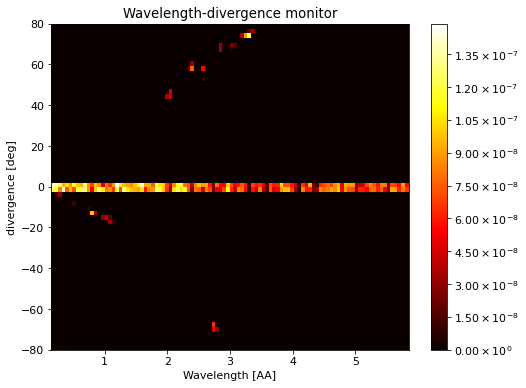 Wavelength-divergence monitor
divergence [deg]
80
60
40
20
0
−20
−40
−60
−80
1
2
3
4
5
Wavelength [AA]
1.35 × 10⁻⁷
1.20 × 10⁻⁷
1.05 × 10⁻⁷
9.00 × 10⁻⁸
7.50 × 10⁻⁸
6.00 × 10⁻⁸
4.50 × 10⁻⁸
3.00 × 10⁻⁸
1.50 × 10⁻⁸
0.00 × 10⁰